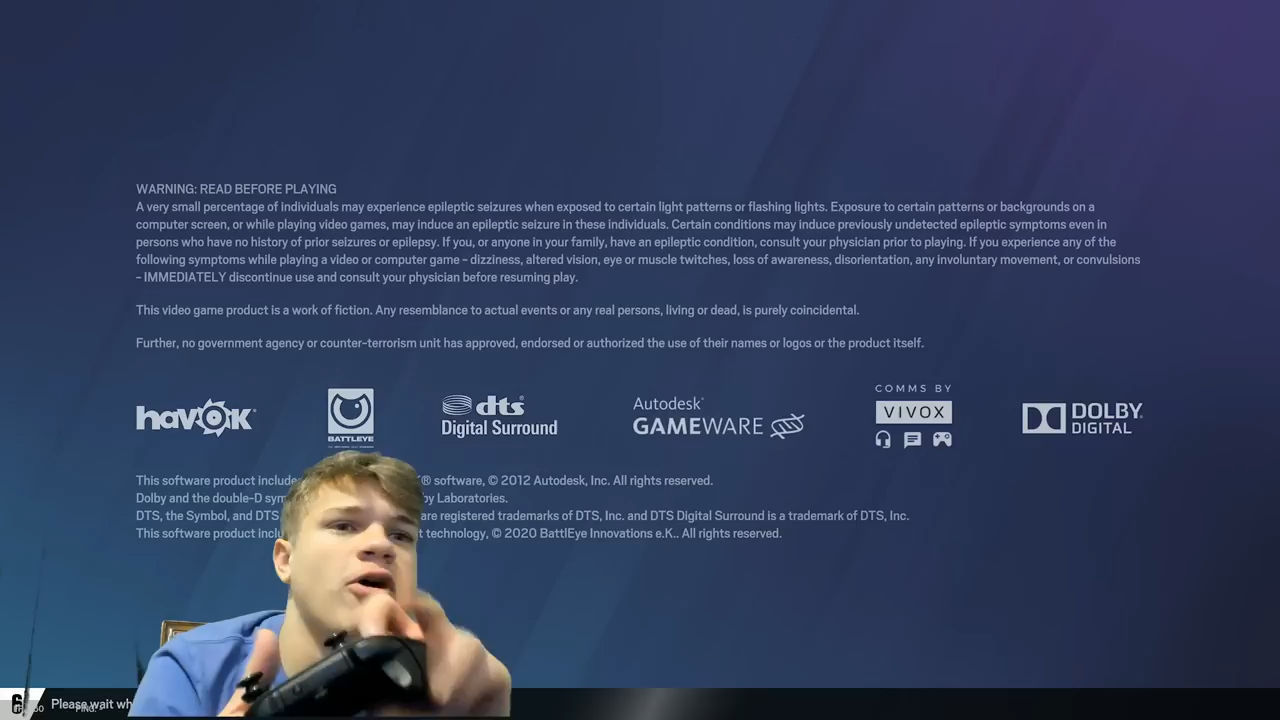 WARNING: READ BEFORE PLAYING
A very small percentage of individuals may experience epileptic seizures when exposed to certain light patterns or flashing lights. Exposure to certain patterns or backgrounds on a
computer screen, or while playing video games, may induce an epileptic seizure in these individuals. Certain conditions may induce previously undetected epileptic symptoms even in
persons who have no history of prior seizures or epilepsy. If you, or anyone in your family, have an epileptic condition, consult your physician prior to playing. If you experience any of the
following symptoms while playing a video or computer game - dizziness, altered vision, eye or muscle twitches, loss of awareness, disorientation, any involuntary movement, or convulsions
- IMMEDIATELY discontinue use and consult your physician before resuming play.
This video game product is a work of fiction. Any resemblance to actual events or any real persons, living or dead, is purely coincidental.
Further, no government agency or counter-terrorism unit has approved, endorsed or authorized the use of their names or logos or the product itself.
havok
BATTLEYE
dts Digital Surround
Autodesk® GAMEWARE
COMMS BY VIVOX
DOLBY DIGITAL
This software product include ® software, © 2012 Autodesk, Inc. All rights reserved.
Dolby and the double-D sym by Laboratories.
DTS, the Symbol, and DTS are registered trademarks of DTS, Inc. and DTS Digital Surround is a trademark of DTS, Inc.
This software product inclu t technology, © 2020 BattlEye Innovations e.K.. All rights reserved.
Please wait wh
PING: